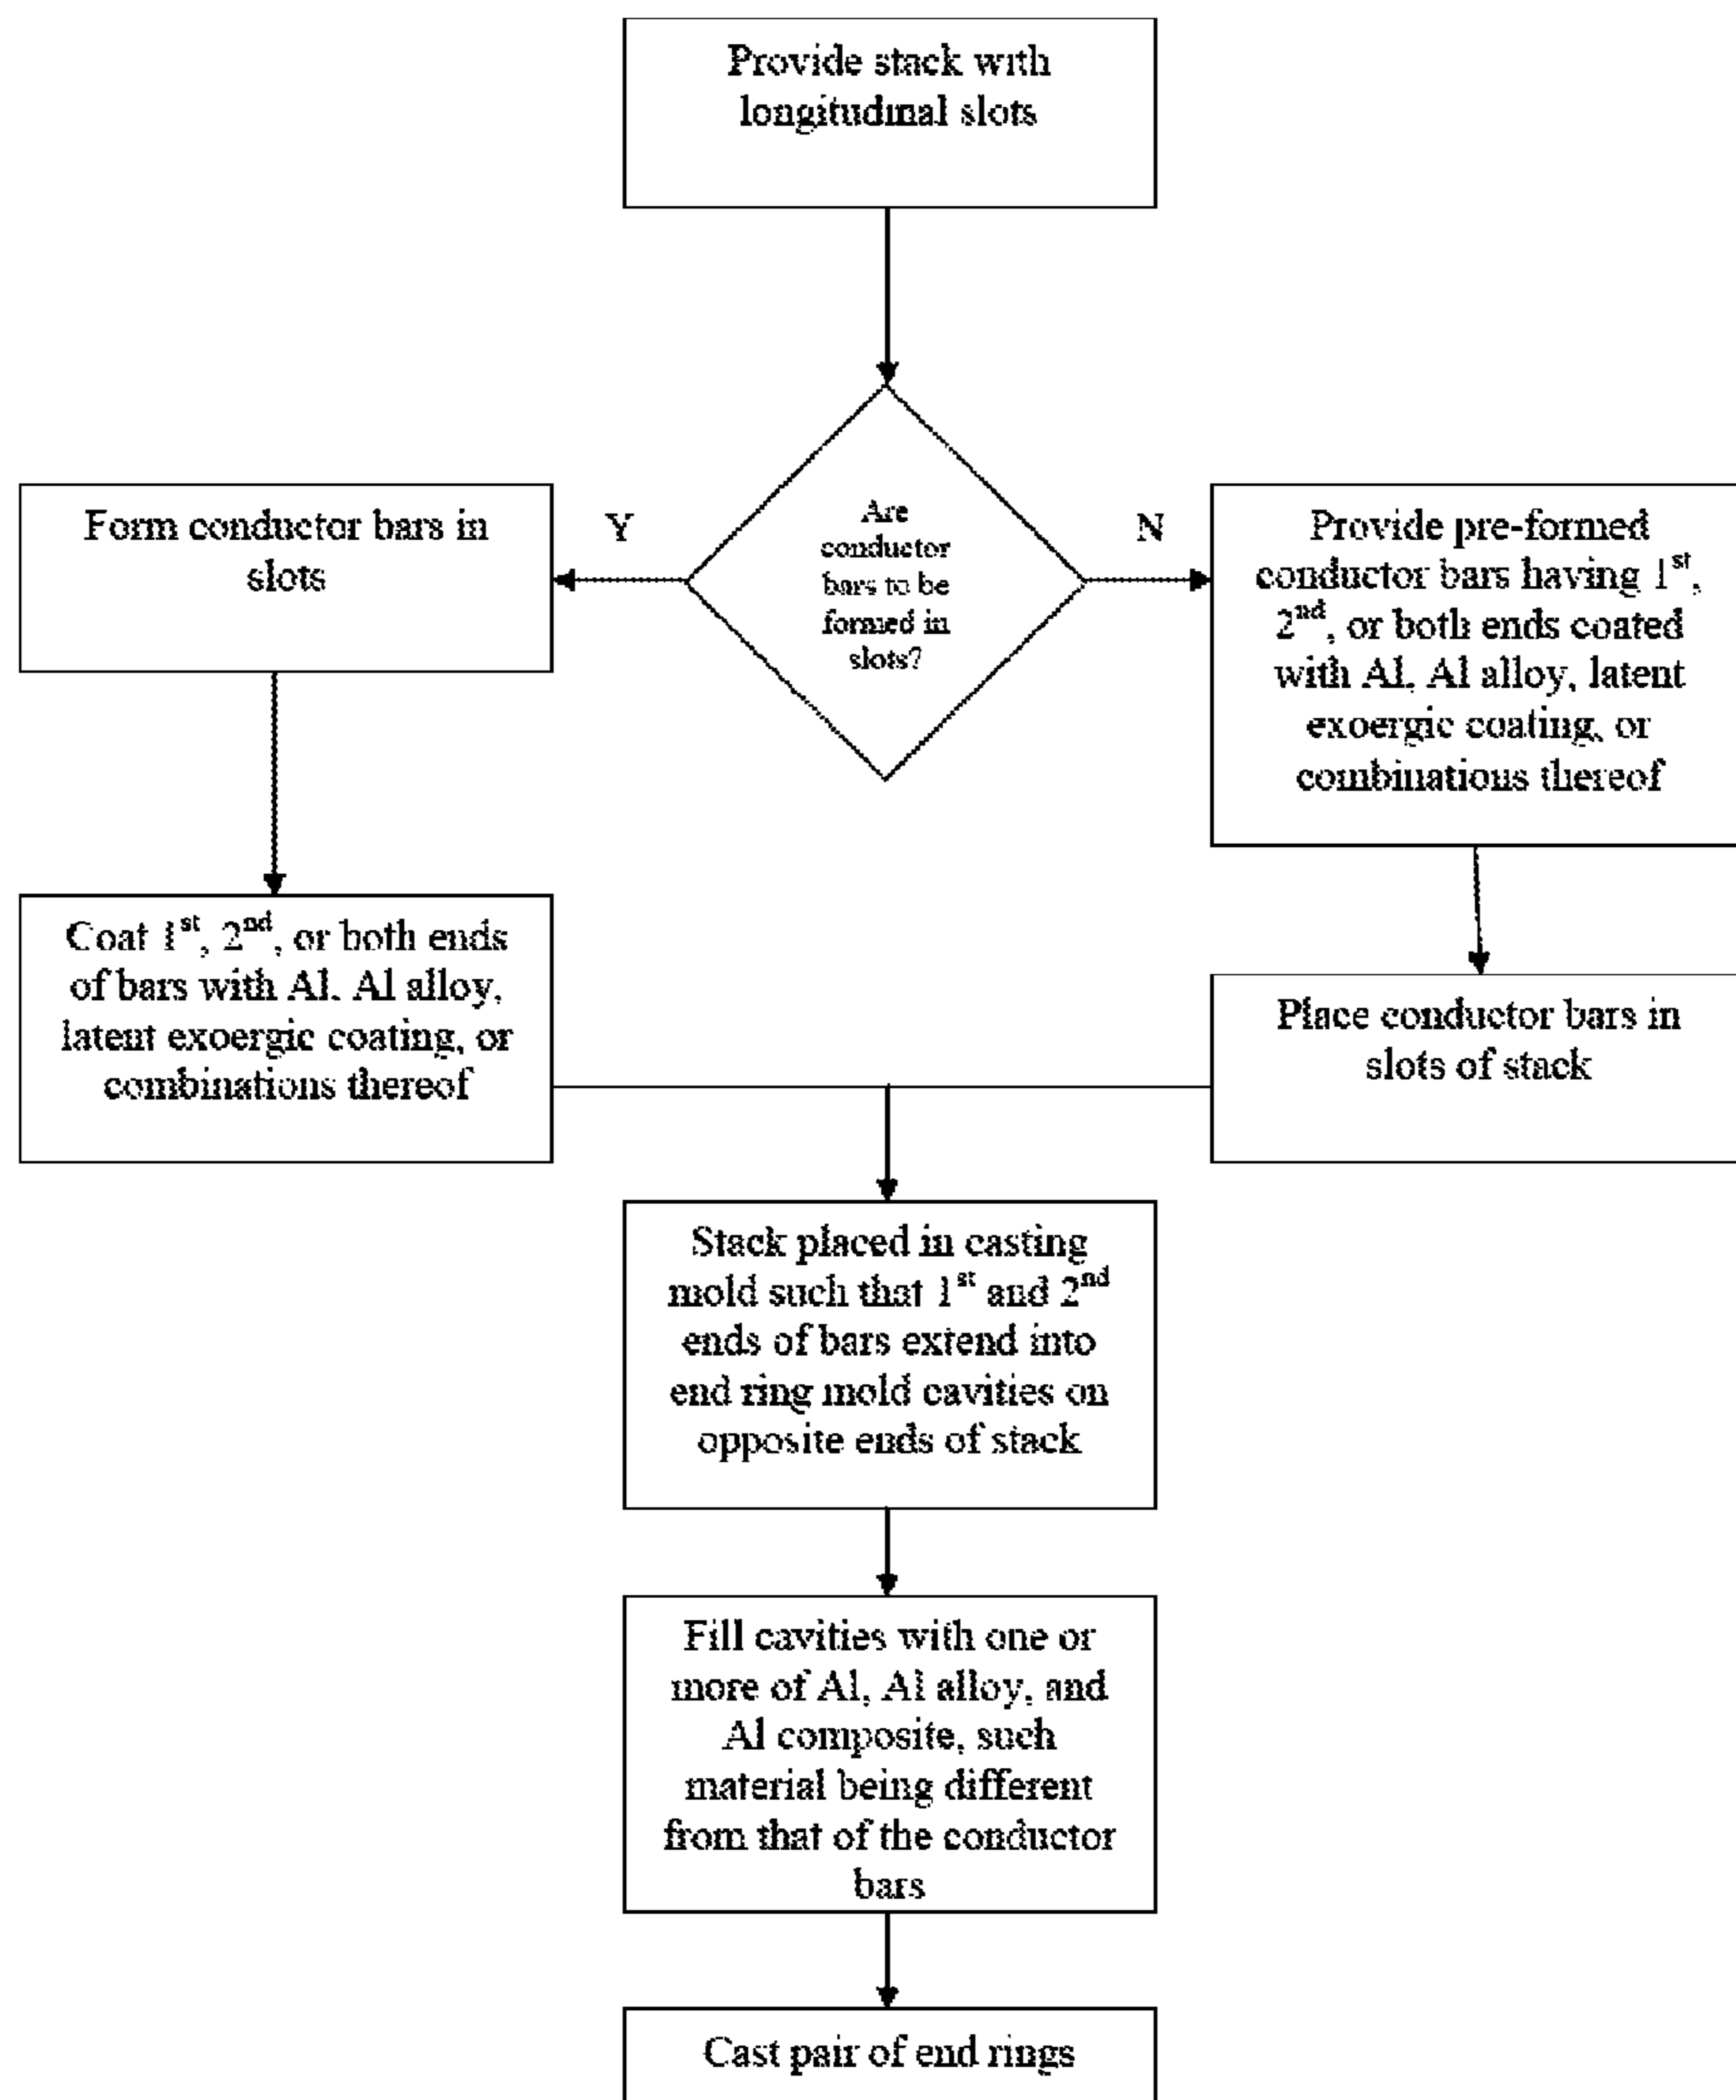 Provide stack with
longitudinal slots
Are
conductor
bars to be
formed in
slots?
Y
N
Form conductor bars in
slots
Provide pre-formed
conductor bars having 1st,
2nd, or both ends coated
with Al, Al alloy, latent
exoergic coating, or
combinations thereof
Coat 1st, 2nd, or both ends
of bars with Al, Al alloy,
latent exoergic coating, or
combinations thereof
Place conductor bars in
slots of stack
Stack placed in casting
mold such that 1st and 2nd
ends of bars extend into
end ring mold cavities on
opposite ends of stack
Fill cavities with one or
more of Al, Al alloy, and
Al composite, such
material being different
from that of the conductor
bars
Cast pair of end rings